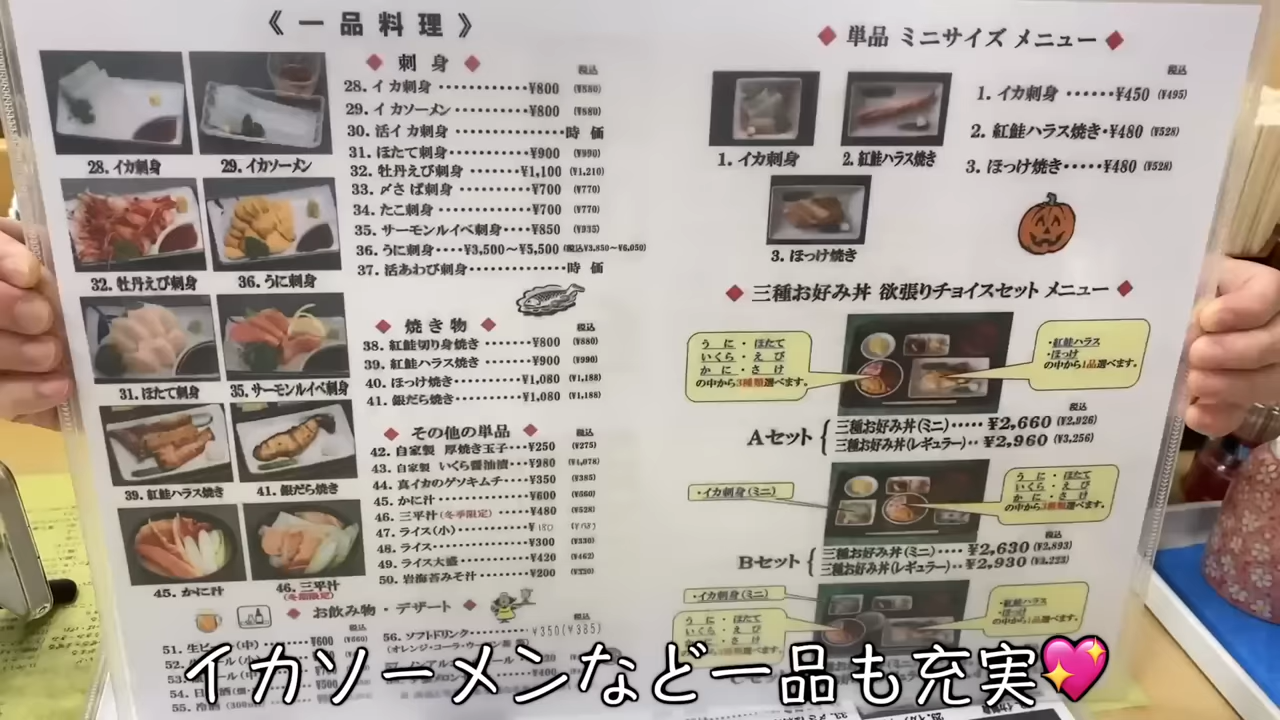 《 一 品 料 理 》
◆ 刺 身 ◆
税込
28. イカ刺身 ¥800 (¥880)
29. イカソーメン ¥800 (¥880)
30. 活イカ刺身 時 価
31. ほたて刺身 ¥900 (¥990)
32. 牡丹えび刺身 ¥1,100 (¥1,210)
33. 〆さば刺身 ¥700 (¥770)
34. たこ刺身 ¥700 (¥770)
35. サーモンルイベ刺身 ¥850 (¥935)
36. うに刺身 ¥3,500〜¥5,500 (税込¥3,850〜¥6,050)
37. 活あわび刺身 時 価
28. イカ刺身
29. イカソーメン
32. 牡丹えび刺身
36. うに刺身
31. ほたて刺身
35. サーモンルイベ刺身
39. 紅鮭ハラス焼き
41. 銀だら焼き
45. かに汁
46. 三平汁
(冬期限定)
◆ 焼き物 ◆
税込
38. 紅鮭切り身焼き ¥800 (¥880)
39. 紅鮭ハラス焼き ¥900 (¥990)
40. ほっけ焼き ¥1,080 (¥1,188)
41. 銀だら焼き ¥1,080 (¥1,188)
◆ その他の単品 ◆
税込
42. 自家製 厚焼き玉子 ¥250 (¥275)
43. 自家製 いくら醤油漬 ¥980 (¥1,078)
44. 真イカのゲソキムチ ¥350 (¥385)
45. かに汁 ¥600 (¥660)
46. 三平汁(冬季限定) ¥480 (¥528)
47. ライス(小)
48. ライス ¥300 (¥330)
49. ライス大盛 ¥420 (¥462)
50. 岩海苔みそ汁 ¥200
◆ お飲み物・デザート ◆
税込
51. 生ビール(中) ¥600 (¥660)
56. ソフトドリンク ¥350(¥385)
◆ 単品 ミニサイズ メニュー ◆
税込
1. イカ刺身 ¥450 (¥495)
2. 紅鮭ハラス焼き ¥480 (¥528)
3. ほっけ焼き ¥480 (¥528)
1. イカ刺身
2. 紅鮭ハラス焼き
3. ほっけ焼き
◆ 三種お好み丼 欲張りチョイスセット メニュー ◆
うに・ほたて
いくら・えび
かに・さけ
の中から3種類選べます。
・紅鮭ハラス
・ほっけ
の中から1品選べます。
税込
Aセット
三種お好み丼(ミニ) ¥2,660 (¥2,926)
三種お好み丼(レギュラー) ¥2,960 (¥3,256)
・イカ刺身(ミニ)
うに・ほたて
いくら・えび
かに・さけ
の中から3種類選べます。
税込
Bセット
三種お好み丼(ミニ) ¥2,630 (¥2,893)
三種お好み丼(レギュラー) ¥2,930 (¥3,223)
・イカ刺身(ミニ)
うに・ほたて
いくら・えび
・紅鮭ハラス
・ほっけ
イカソーメンなど一品も充実💖